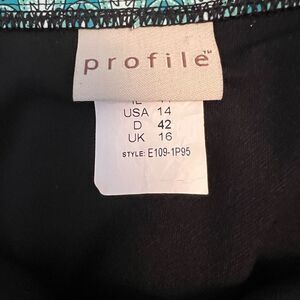 profile™
USA 14
D 42
UK 16
STYLE: E109-1P95